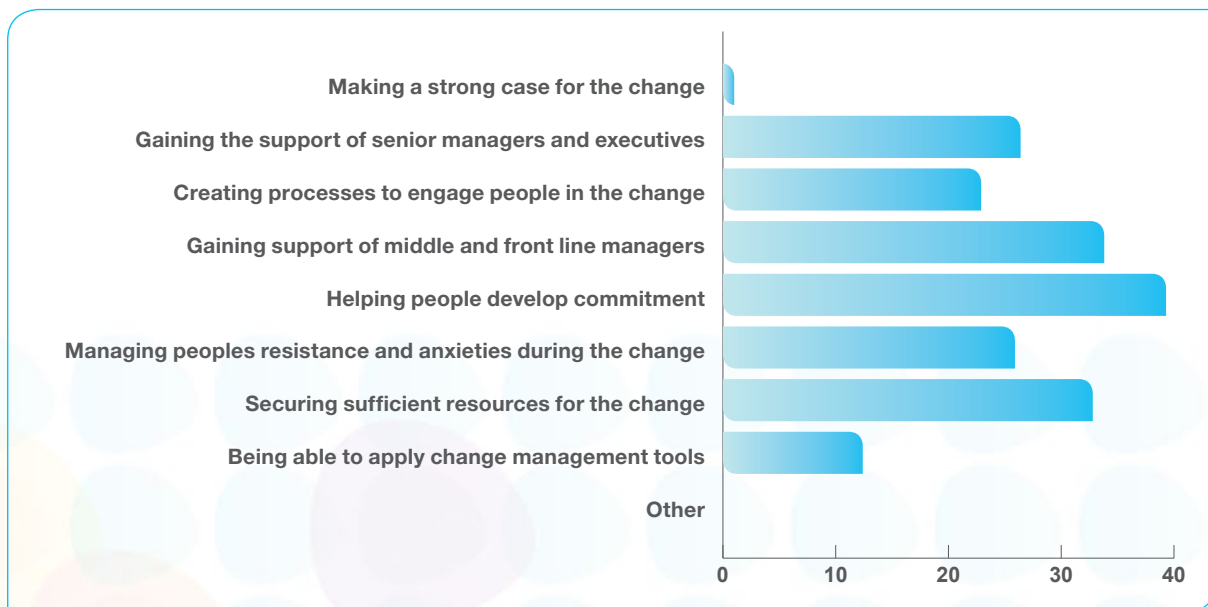 Making a strong case for the change
Gaining the support of senior managers and executives
Creating processes to engage people in the change
Gaining support of middle and front line managers
Helping people develop commitment
Managing peoples resistance and anxieties during the change
Securing sufficient resources for the change
Being able to apply change management tools
Other
0 10 20 30 40